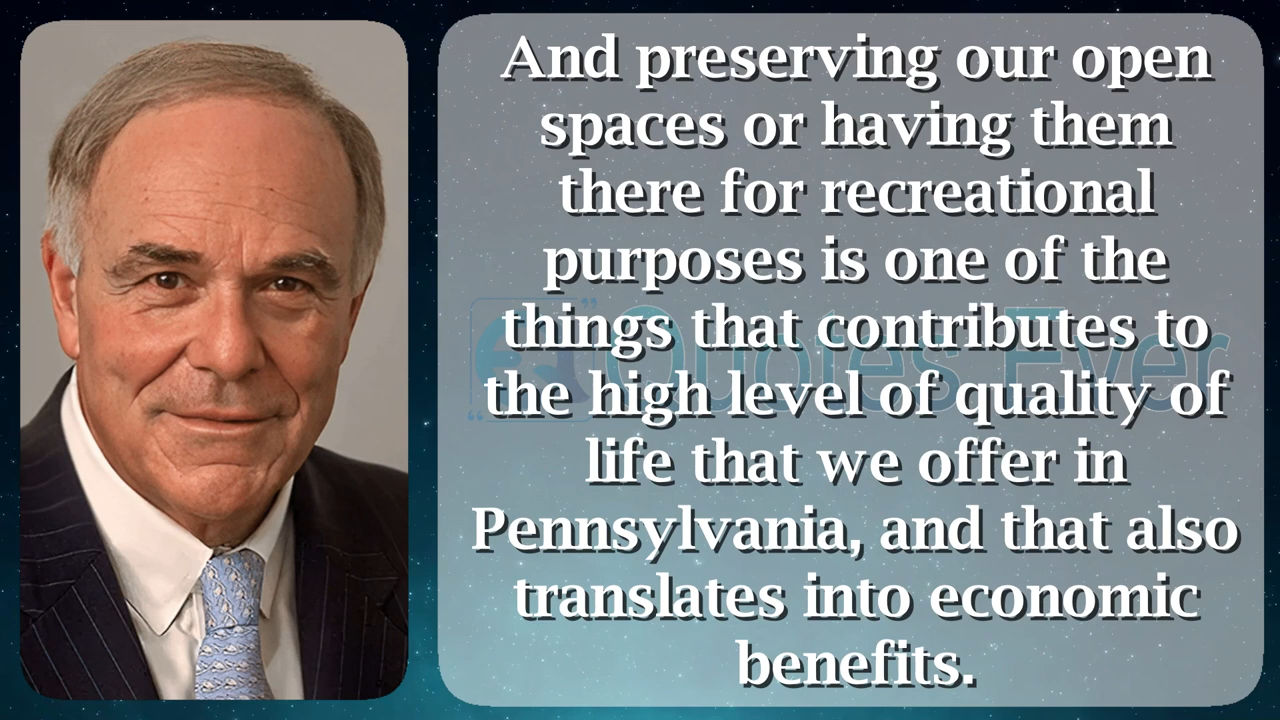 And preserving our open
spaces or having them
there for recreational
purposes is one of the
things that contributes to
the high level of quality of
life that we offer in
Pennsylvania, and that also
translates into economic
benefits.
Quotes Ever